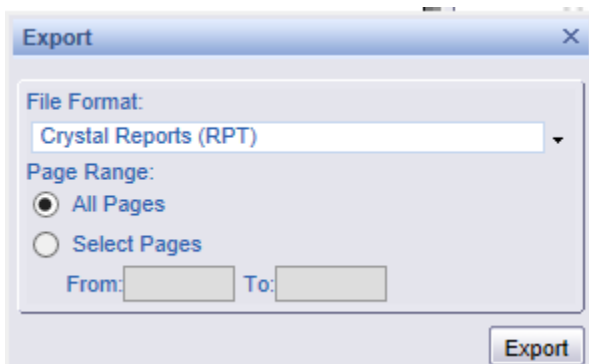 Export
File Format:
Crystal Reports (RPT)
Page Range:
All Pages
Select Pages
From: To:
Export